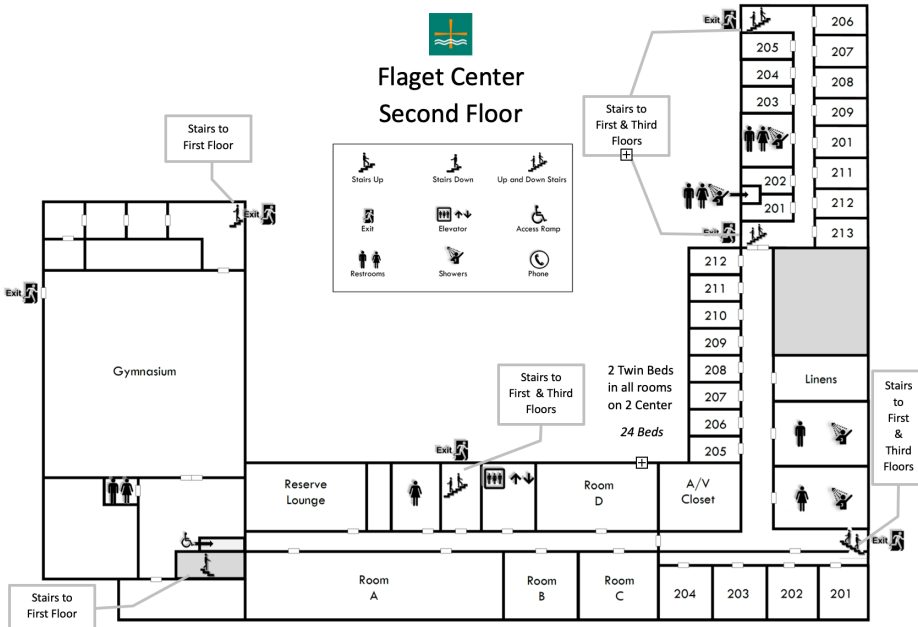 Flaget Center
Second Floor
Stairs to
First Floor
Stairs to
First & Third
Floors
Exit
206
205
207
204
208
203
209
201
211
202
212
201
213
Exit
Stairs Up
Stairs Down
Up and Down Stairs
Exit
Elevator
Access Ramp
Restrooms
Showers
Phone
Exit
Exit
Gymnasium
212
211
210
209
208
207
206
205
2 Twin Beds
in all rooms
on 2 Center
24 Beds
Linens
Stairs to
First & Third
Floors
Stairs
to
First
&
Third
Floors
Exit
Reserve
Lounge
Room
D
A/V
Closet
Exit
Room
A
Room
B
Room
C
204
203
202
201
Stairs to
First Floor